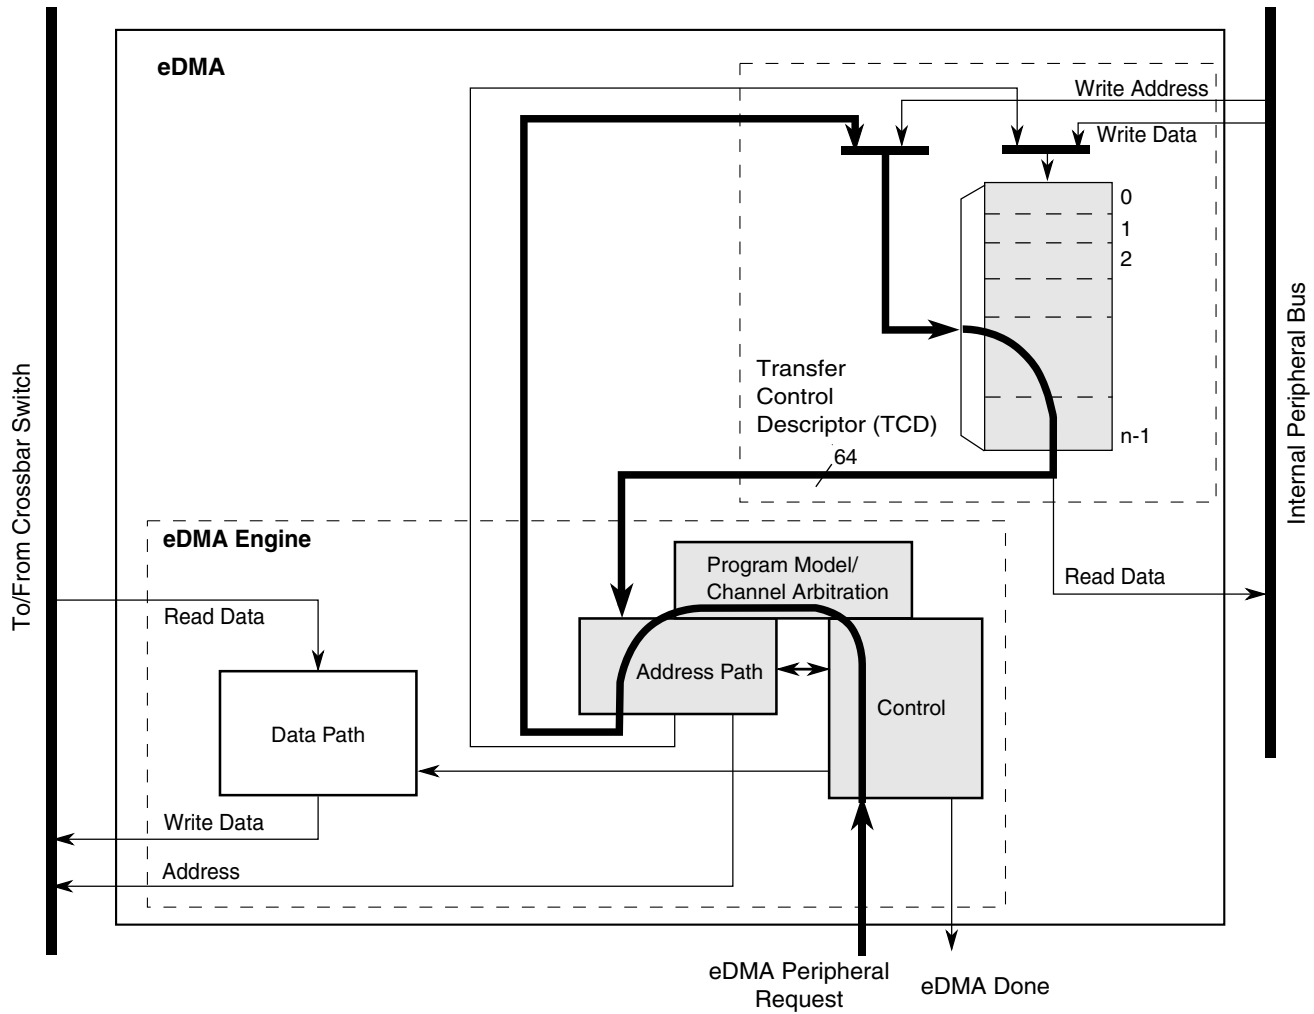 eDMA
Write Address
Write Data
0
1
2
n-1
Transfer
Control
Descriptor (TCD)
64
To/From Crossbar Switch
Internal Peripheral Bus
eDMA Engine
Program Model/
Channel Arbitration
Read Data
Read Data
Address Path
Control
Data Path
Write Data
Address
eDMA Peripheral
Request
eDMA Done